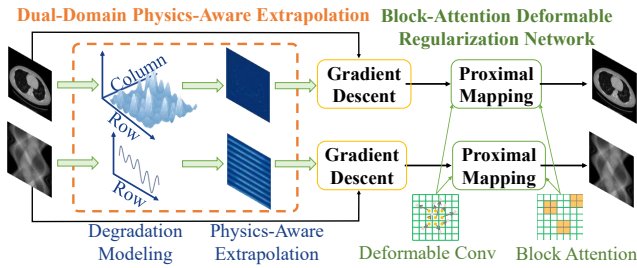 Dual-Domain Physics-Aware Extrapolation
Block-Attention Deformable
Regularization Network
Column
Row
Gradient
Descent
Proximal
Mapping
Row
Gradient
Descent
Proximal
Mapping
Degradation
Modeling
Physics-Aware
Extrapolation
Deformable Conv
Block Attention